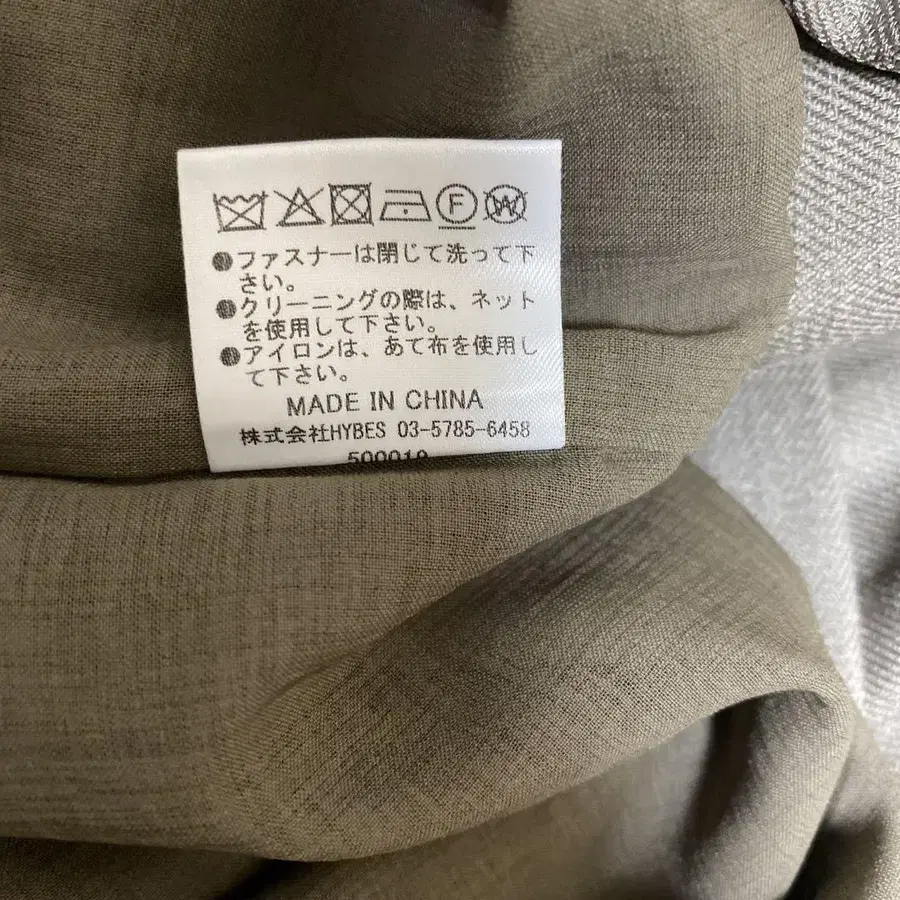 F W
●ファスナーは閉じて洗って下
さい。
●クリーニングの際は、ネット
を使用して下さい。
●アイロンは、あて布を使用し
て下さい。
MADE IN CHINA
株式会社HYBES 03-5785-6458
500010